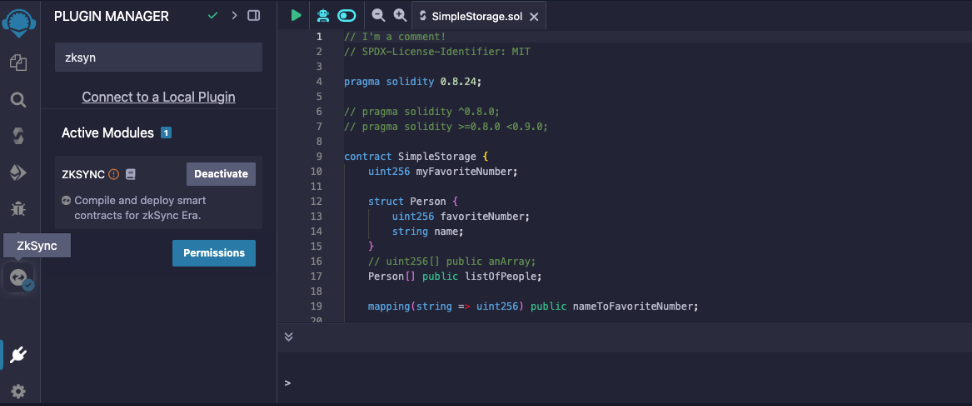 PLUGIN MANAGER
zksyn
Connect to a Local Plugin
Active Modules 1
ZKSYNC
Deactivate
Compile and deploy smart
contracts for zkSync Era.
ZkSync
Permissions
SimpleStorage.sol
1 // I'm a comment!
2 // SPDX-License-Identifier: MIT
3
4 pragma solidity 0.8.24;
5
6 // pragma solidity ^0.8.0;
7 // pragma solidity >=0.8.0 <0.9.0;
8
9 contract SimpleStorage {
10 uint256 myFavoriteNumber;
11
12 struct Person {
13 uint256 favoriteNumber;
14 string name;
15 }
16 // uint256[] public anArray;
17 Person[] public listOfPeople;
18
19 mapping(string => uint256) public nameToFavoriteNumber;
20
>